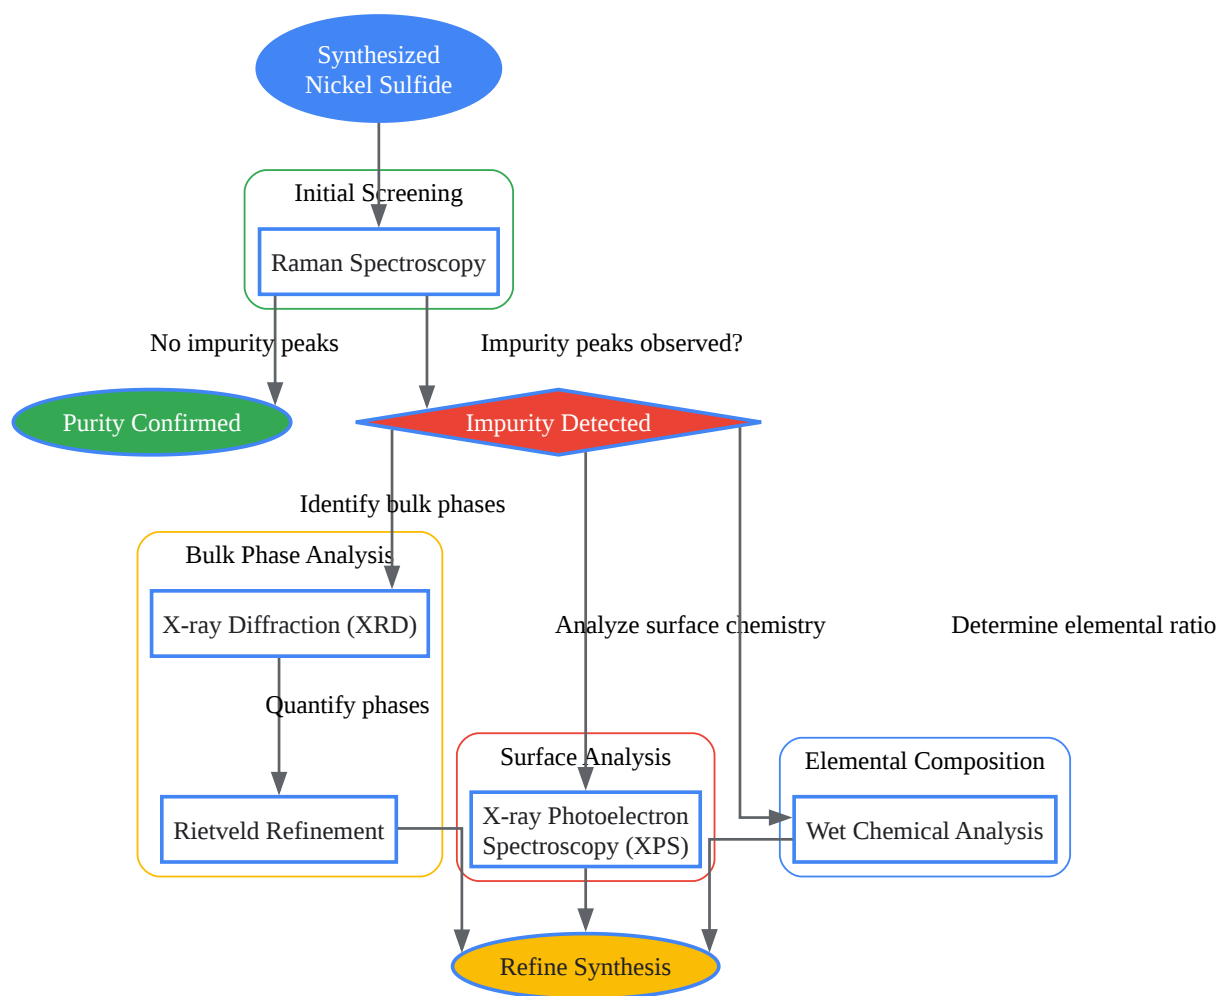 Synthesized
Nickel Sulfide
Initial Screening
Raman Spectroscopy
No impurity peaks
Impurity peaks observed?
Purity Confirmed
Impurity Detected
Identify bulk phases
Bulk Phase Analysis
X-ray Diffraction (XRD)
Analyze surface chemistry
Determine elemental ratio
Quantify phases
Surface Analysis
Elemental Composition
Rietveld Refinement
X-ray Photoelectron
Spectroscopy (XPS)
Wet Chemical Analysis
Refine Synthesis